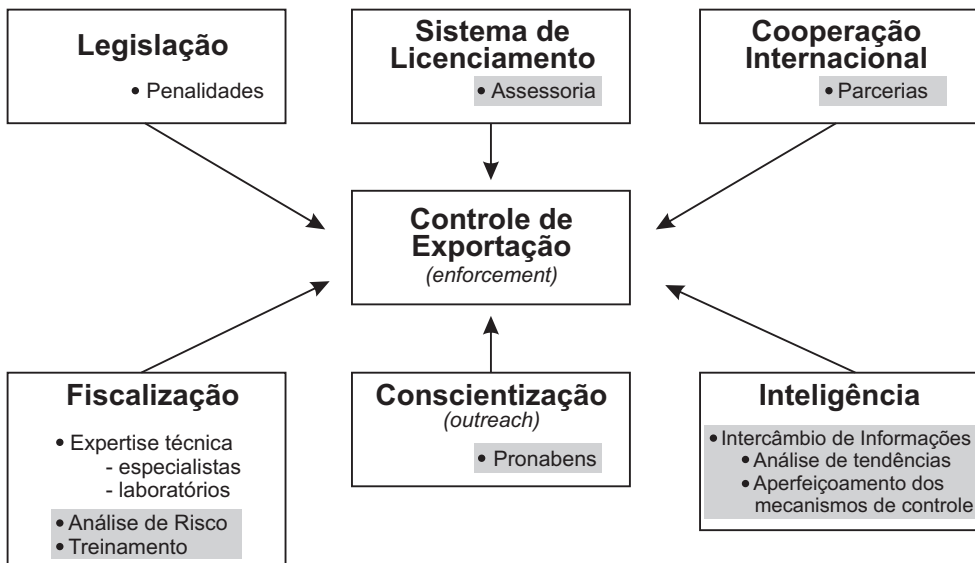 Legislação
• Penalidades
Sistema de
Licenciamento
• Assessoria
Cooperação
Internacional
• Parcerias
Controle de
Exportação
(enforcement)
Fiscalização
• Expertise técnica
- especialistas
- laboratórios
• Análise de Risco
• Treinamento
Conscientização
(outreach)
• Pronabens
Inteligência
• Intercâmbio de Informações
• Análise de tendências
• Aperfeiçoamento dos
mecanismos de controle